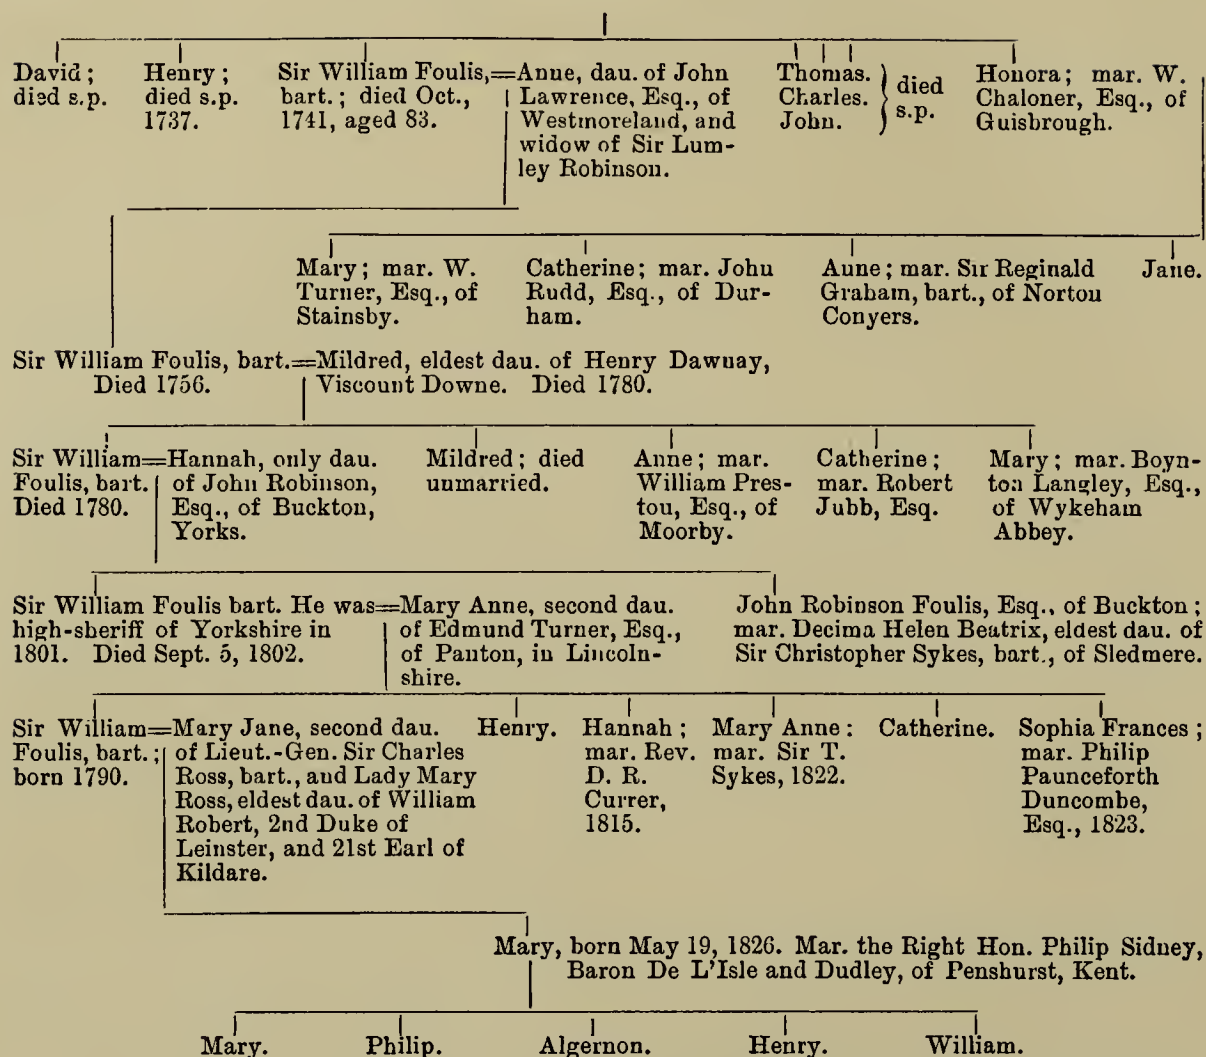 David;
died s.p.
Henry;
died s.p.
1737.
Sir William Foulis,=
bart.; died Oct.,
1741, aged 83.
Anne, dau. of John
Lawrence, Esq., of
Westmoreland, and
widow of Sir Lum-
ley Robinson.
Thomas.
Charles.
John.
} died
s.p.
Honora; mar. W.
Chaloner, Esq., of
Guisbrough.
Mary; mar. W.
Turner, Esq., of
Stainsby.
Catherine; mar. John
Rudd, Esq., of Dur-
ham.
Anne; mar. Sir Reginald
Graham, bart., of Norton
Conyers.
Jane.
Sir William Foulis, bart.=
Died 1756.
Mildred, eldest dau. of Henry Dawnay,
Viscount Downe. Died 1780.
Sir William=
Foulis, bart.
Died 1780.
Hannah, only dau.
of John Robinson,
Esq., of Buckton,
Yorks.
Mildred; died
unmarried.
Anne; mar.
William Pres-
ton, Esq., of
Moorby.
Catherine;
mar. Robert
Jubb, Esq.
Mary; mar. Boyn-
ton Langley, Esq.,
of Wykeham
Abbey.
Sir William Foulis bart. He was=
high-sheriff of Yorkshire in
1801. Died Sept. 5, 1802.
Mary Anne, second dau.
of Edmund Turner, Esq.,
of Panton, in Lincoln-
shire.
John Robinson Foulis, Esq., of Buckton;
mar. Decima Helen Beatrix, eldest dau. of
Sir Christopher Sykes, bart., of Sledmere.
Sir William=
Foulis, bart.;
born 1790.
Mary Jane, second dau.
of Lieut.-Gen. Sir Charles
Ross, bart., and Lady Mary
Ross, eldest dau. of William
Robert, 2nd Duke of
Leinster, and 21st Earl of
Kildare.
Henry.
Hannah;
mar. Rev.
D. R.
Currer,
1815.
Mary Anne:
mar. Sir T.
Sykes, 1822.
Catherine.
Sophia Frances;
mar. Philip
Paunceforth
Duncombe,
Esq., 1823.
Mary, born May 19, 1826. Mar. the Right Hon. Philip Sidney,
Baron De L'Isle and Dudley, of Penshurst, Kent.
Mary.
Philip.
Algernon.
Henry.
William.